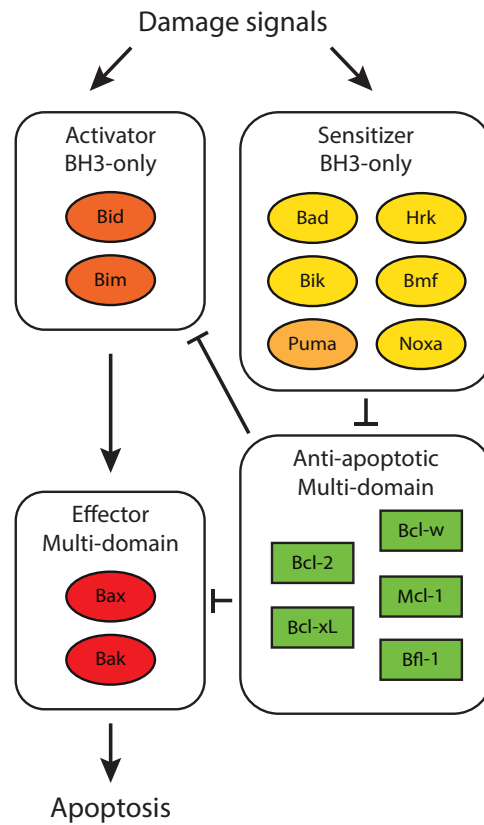 Damage signals
Activator
BH3-only
Bid
Bim
Sensitizer
BH3-only
Bad
Hrk
Bik
Bmf
Puma
Noxa
Effector
Multi-domain
Bax
Bak
Anti-apoptotic
Multi-domain
Bcl-w
Bcl-2
Mcl-1
Bcl-xL
Bfl-1
Apoptosis